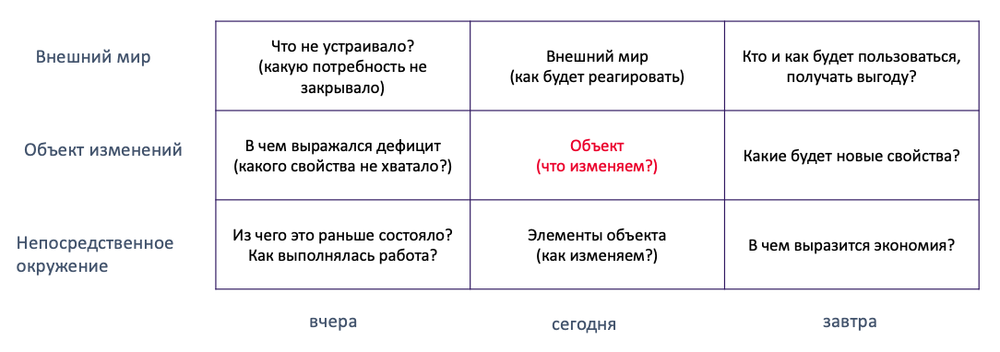 Внешний мир
Что не устраивало?
(какую потребность не
закрывало)
Внешний мир
(как будет реагировать)
Кто и как будет пользоваться,
получать выгоду?
Объект изменений
В чем выражался дефицит
(какого свойства не хватало?)
Объект
(что изменяем?)
Какие будет новые свойства?
Непосредственное
окружение
Из чего это раньше состояло?
Как выполнялась работа?
Элементы объекта
(как изменяем?)
В чем выразится экономия?
вчера
сегодня
завтра